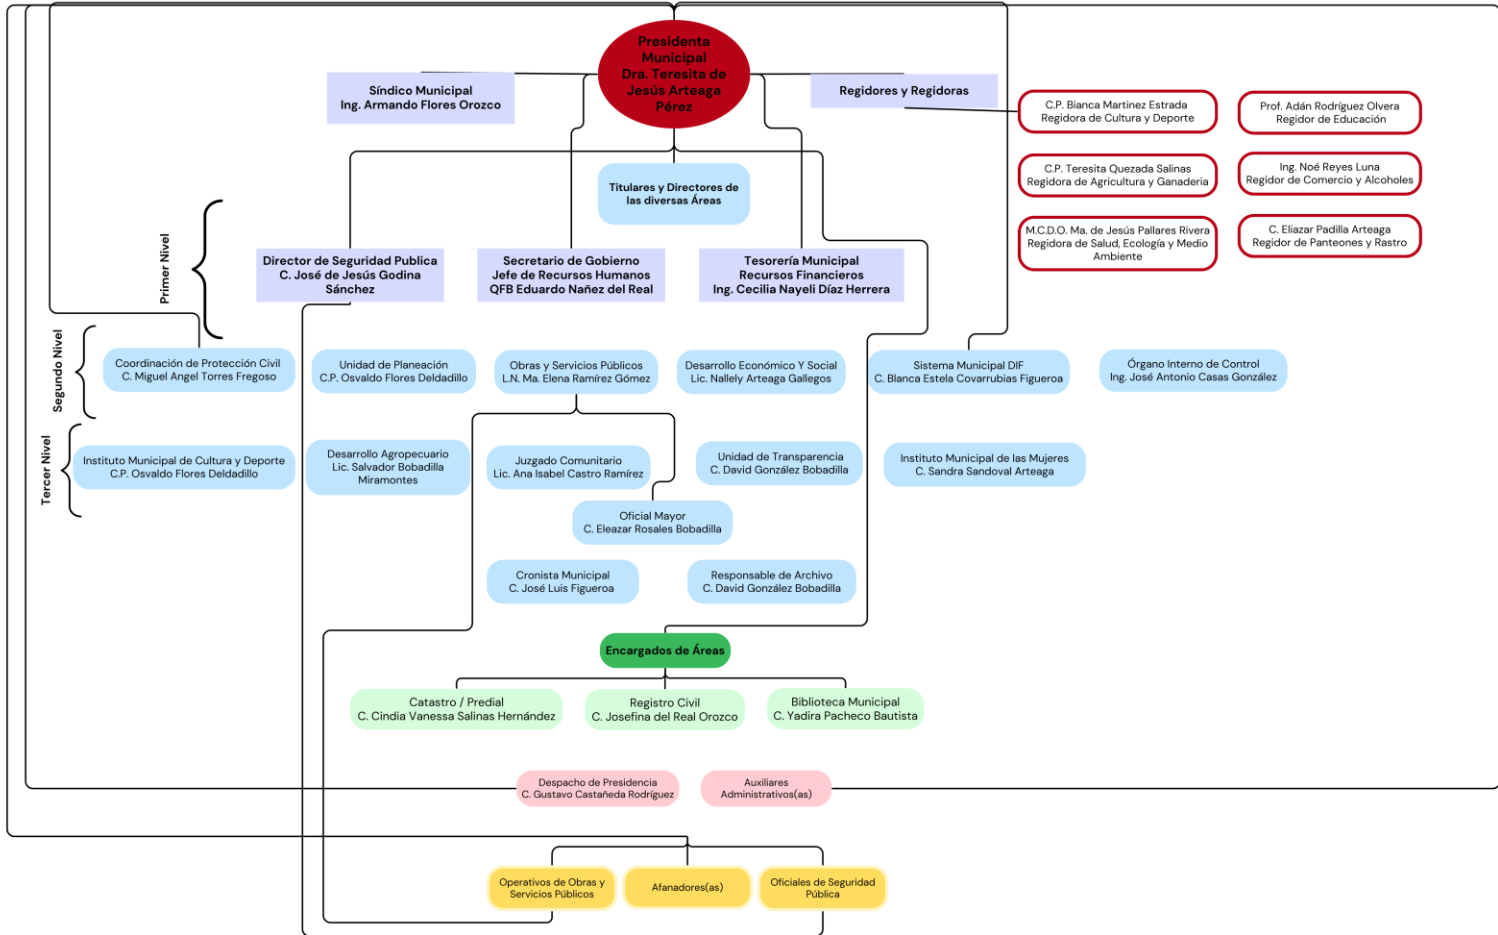 Presidenta
Municipal
Dra. Teresita de
Jesús Arteaga
Pérez
Síndico Municipal
Ing. Armando Flores Orozco
Regidores y Regidoras
C.P. Bianca Martinez Estrada
Regidora de Cultura y Deporte
Prof. Adán Rodríguez Olvera
Regidor de Educación
C.P. Teresita Quezada Salinas
Regidora de Agricultura y Ganaderia
Ing. Noé Reyes Luna
Regidor de Comercio y Alcoholes
M.C.D.O. Ma. de Jesús Pallares Rivera
Regidora de Salud, Ecología y Medio
Ambiente
C. Eliazar Padilla Arteaga
Regidor de Panteones y Rastro
Titulares y Directores de
las diversas Áreas
Primer Nivel
Director de Seguridad Publica
C. José de Jesús Godina
Sánchez
Secretario de Gobierno
Jefe de Recursos Humanos
QFB Eduardo Nañez del Real
Tesorería Municipal
Recursos Financieros
Ing. Cecilia Nayeli Díaz Herrera
Segundo Nivel
Coordinación de Protección Civil
C. Miguel Angel Torres Fregoso
Unidad de Planeación
C.P. Osvaldo Flores Deldadillo
Obras y Servicios Públicos
L.N. Ma. Elena Ramírez Gómez
Desarrollo Económico Y Social
Lic. Nallely Arteaga Gallegos
Sistema Municipal DIF
C. Blanca Estela Covarrubias Figueroa
Órgano Interno de Control
Ing. José Antonio Casas González
Tercer Nivel
Instituto Municipal de Cultura y Deporte
C.P. Osvaldo Flores Deldadillo
Desarrollo Agropecuario
Lic. Salvador Bobadilla
Miramontes
Juzgado Comunitario
Lic. Ana Isabel Castro Ramírez
Unidad de Transparencia
C. David González Bobadilla
Instituto Municipal de las Mujeres
C. Sandra Sandoval Arteaga
Oficial Mayor
C. Eleazar Rosales Bobadilla
Cronista Municipal
C. José Luis Figueroa
Responsable de Archivo
C. David González Bobadilla
Encargados de Áreas
Catastro / Predial
C. Cindia Vanessa Salinas Hernández
Registro Civil
C. Josefina del Real Orozco
Biblioteca Municipal
C. Yadira Pacheco Bautista
Despacho de Presidencia
C. Gustavo Castañeda Rodríguez
Auxiliares
Administrativos(as)
Operativos de Obras y
Servicios Públicos
Afanadores(as)
Oficiales de Seguridad
Pública